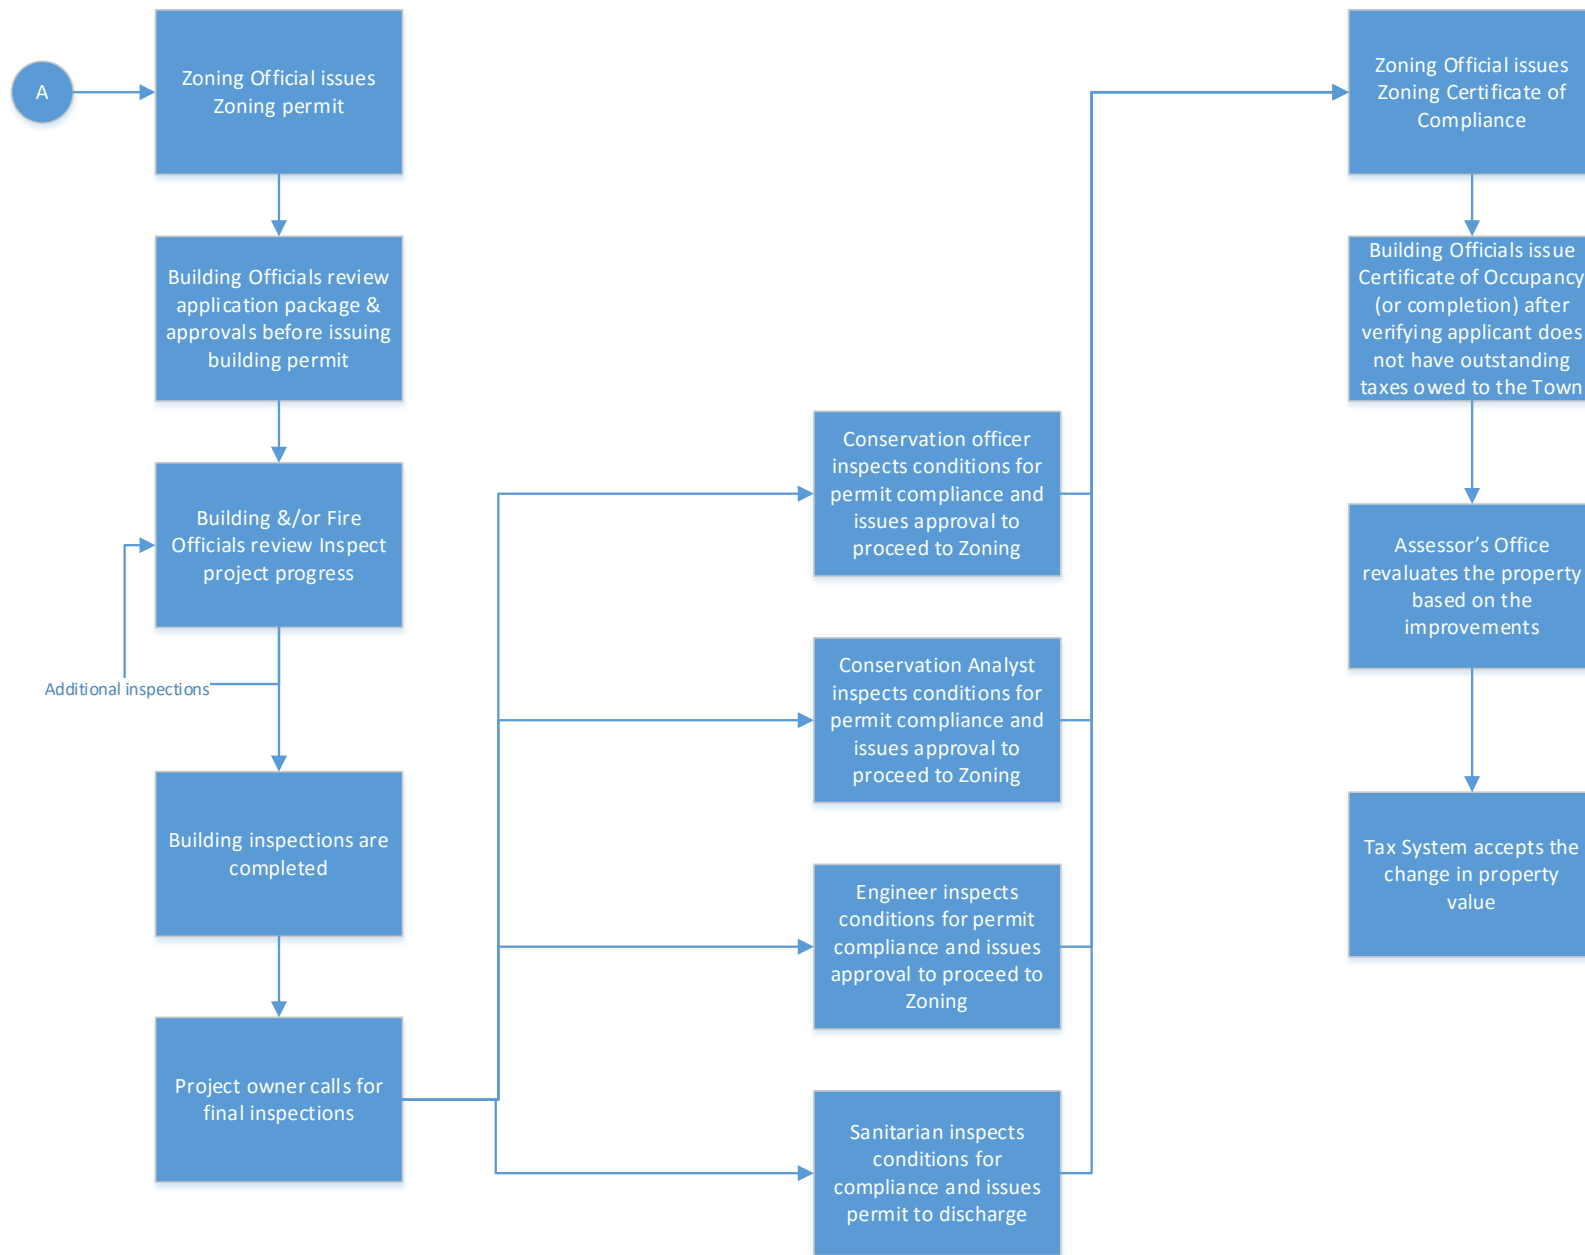 A
Zoning Official issues
Zoning permit
Building Officials review
application package &
approvals before issuing
building permit
Building &/or Fire
Officials review Inspect
project progress
Additional inspections
Building inspections are
completed
Project owner calls for
final inspections
Conservation officer
inspects conditions for
permit compliance and
issues approval to
proceed to Zoning
Conservation Analyst
inspects conditions for
permit compliance and
issues approval to
proceed to Zoning
Engineer inspects
conditions for permit
compliance and issues
approval to proceed to
Zoning
Sanitarian inspects
conditions for
compliance and issues
permit to discharge
Zoning Official issues
Zoning Certificate of
Compliance
Building Officials issue
Certificate of Occupancy
(or completion) after
verifying applicant does
not have outstanding
taxes owed to the Town
Assessor’s Office
revaluates the property
based on the
improvements
Tax System accepts the
change in property
value